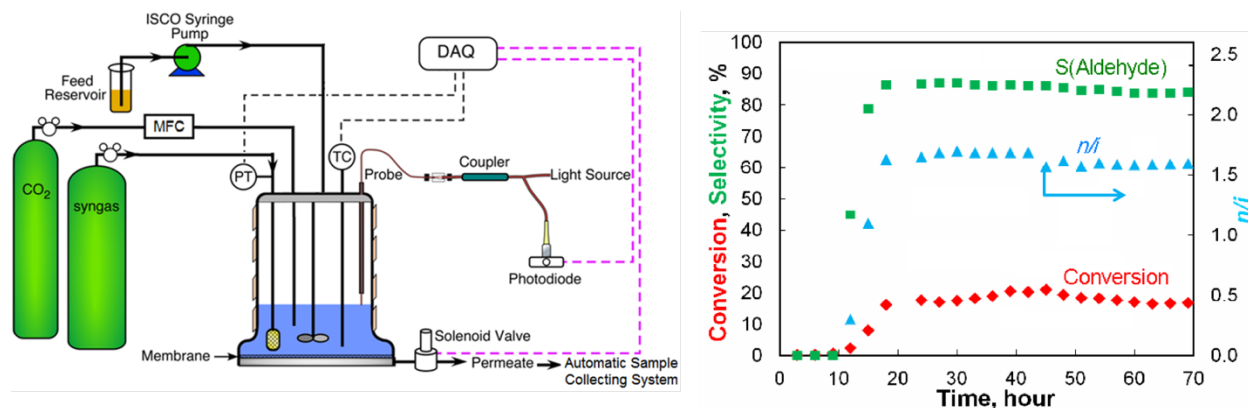 ISCO Syringe
Pump
Feed
Reservoir
DAQ
MFC
TC
PT
Probe
Coupler
Light Source
CO2
syngas
Photodiode
Membrane
Solenoid Valve
Permeate
Automatic Sample
Collecting System
Conversion, Selectivity, %
100
90
80
70
60
50
40
30
20
10
0
S(Aldehyde)
n/i
Conversion
2.5
2.0
1.5
1.0
0.5
0.0
n/i
0 10 20 30 40 50 60 70
Time, hour